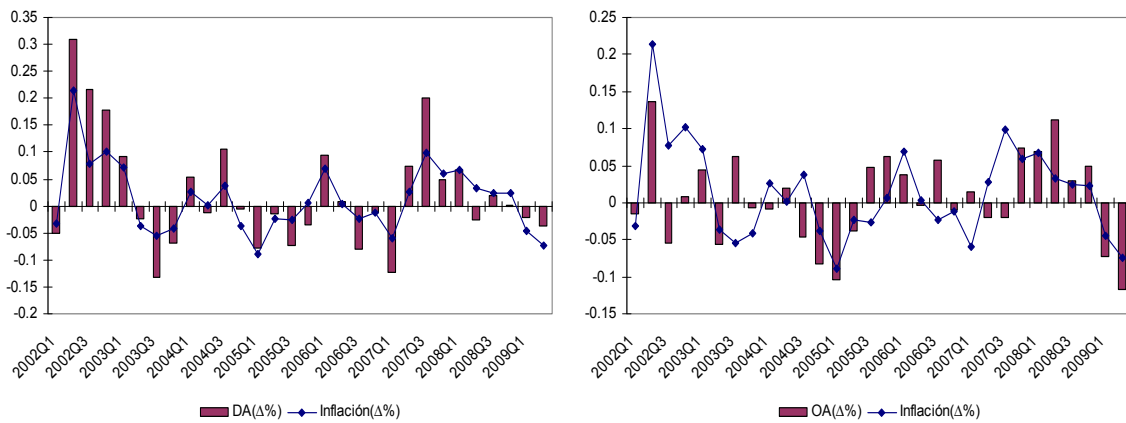 0.35
0.3
0.25
0.2
0.15
0.1
0.05
0
-0.05
-0.1
-0.15
-0.2
2002Q1
2002Q3
2003Q1
2003Q3
2004Q1
2004Q3
2005Q1
2005Q3
2006Q1
2006Q3
2007Q1
2007Q3
2008Q1
2008Q3
2009Q1
DA(Δ%) Inflación(Δ%)
0.25
0.2
0.15
0.1
0.05
0
-0.05
-0.1
-0.15
2002Q1
2002Q3
2003Q1
2003Q3
2004Q1
2004Q3
2005Q1
2005Q3
2006Q1
2006Q3
2007Q1
2007Q3
2008Q1
2008Q3
2009Q1
OA(Δ%) Inflación(Δ%)